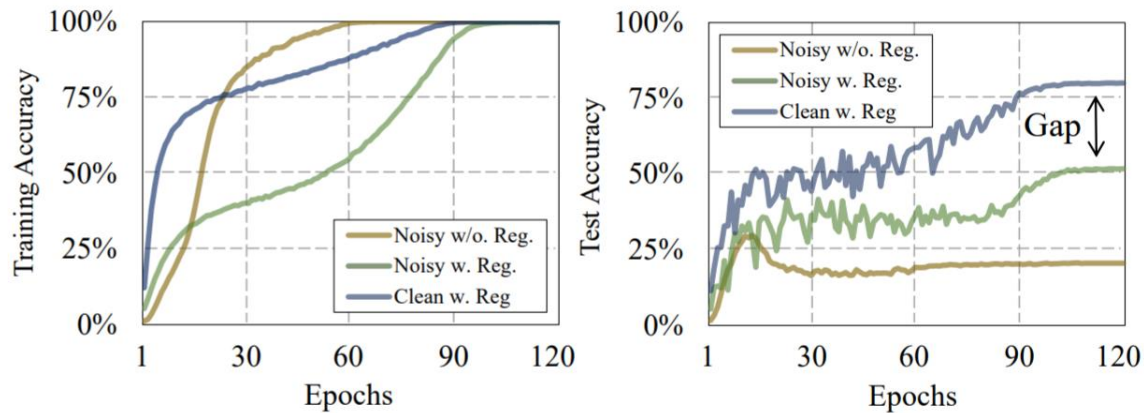 Training Accuracy
100%
75%
50%
25%
0%
Noisy w/o. Reg.
Noisy w. Reg.
Clean w. Reg
1 30 60 90 120
Epochs
Test Accuracy
100%
75%
50%
25%
0%
Noisy w/o. Reg.
Noisy w. Reg.
Clean w. Reg
Gap
1 30 60 90 120
Epochs